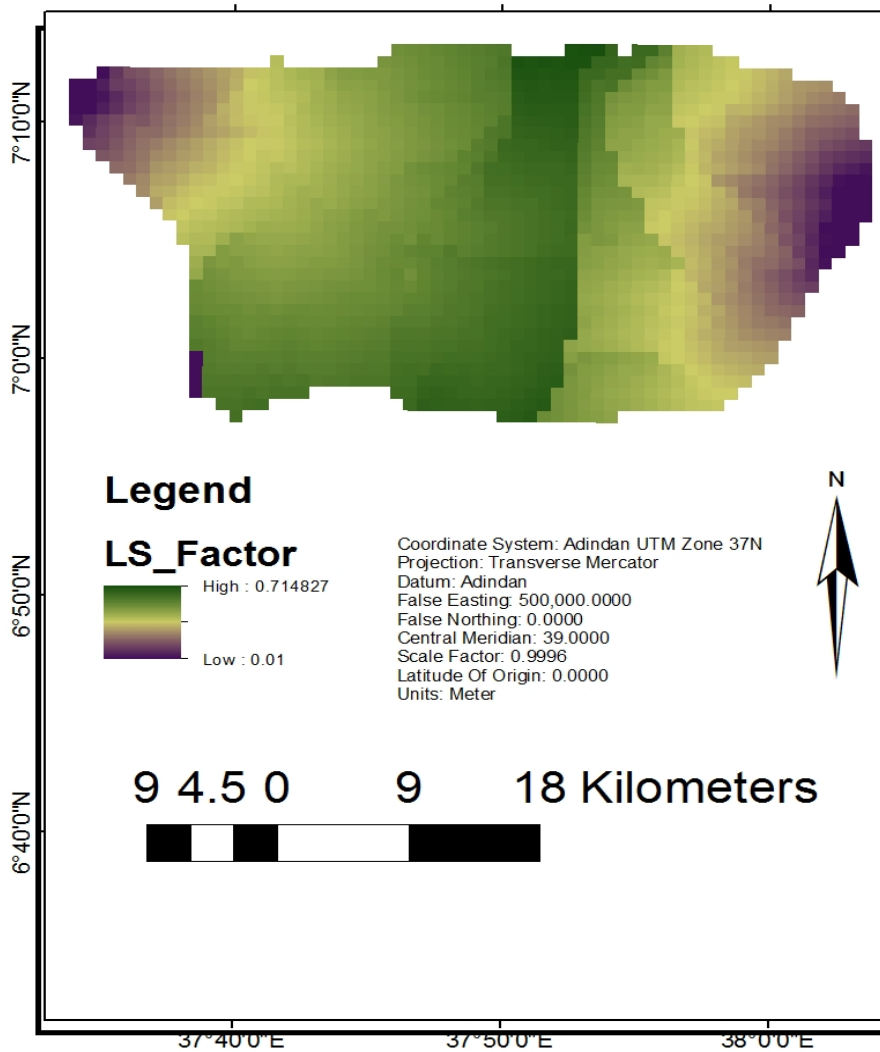 7°10'0"N
7°0'0"N
6°50'0"N
6°40'0"N
Legend
LS_Factor
High : 0.714827
Low : 0.01
Coordinate System: Adindan UTM Zone 37N
Projection: Transverse Mercator
Datum: Adindan
False Easting: 500,000.0000
False Northing: 0.0000
Central Meridian: 39.0000
Scale Factor: 0.9996
Latitude Of Origin: 0.0000
Units: Meter
N
9 4.5 0 9 18 Kilometers
37°40'0"E 37°50'0"E 38°0'0"E